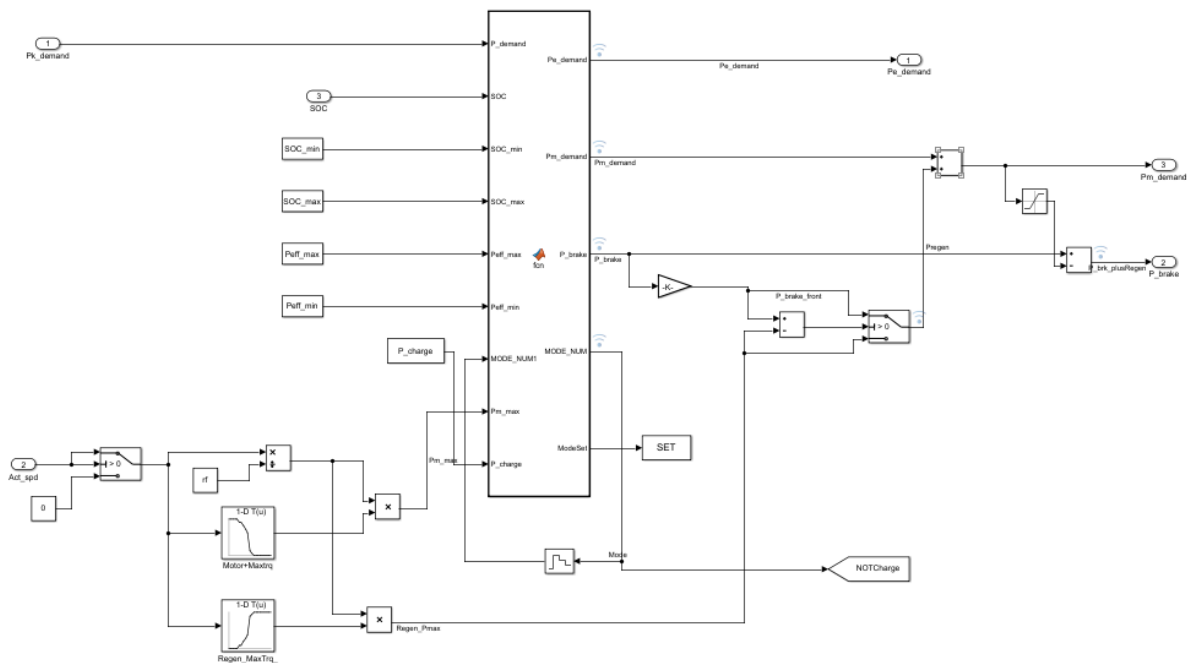 1
Pk_demand
P_demand
Pe_demand
Pe_demand
1
Pe_demand
3
SOC
SOC
SOC_min
SOC_min
Pm_demand
Pm_demand
3
Pm_demand
SOC_max
SOC_max
Peff_max
Peff_max
fcn
P_brake
P_brake
Pregen
P_brk_plusRegen
2
P_brake
-K-
P_brake_front
> 0
Peff_min
Peff_min
P_charge
MODE_NUM1
MODE_NUM
Pm_max
Pm_max
P_charge
ModeSet
SET
2
Act_spd
> 0
0
rf
×
÷
×
1-D T(u)
Motor+Maxtrq
Mode
NOTCharge
1-D T(u)
Regen_MaxTrq_
×
Regen_Pmax